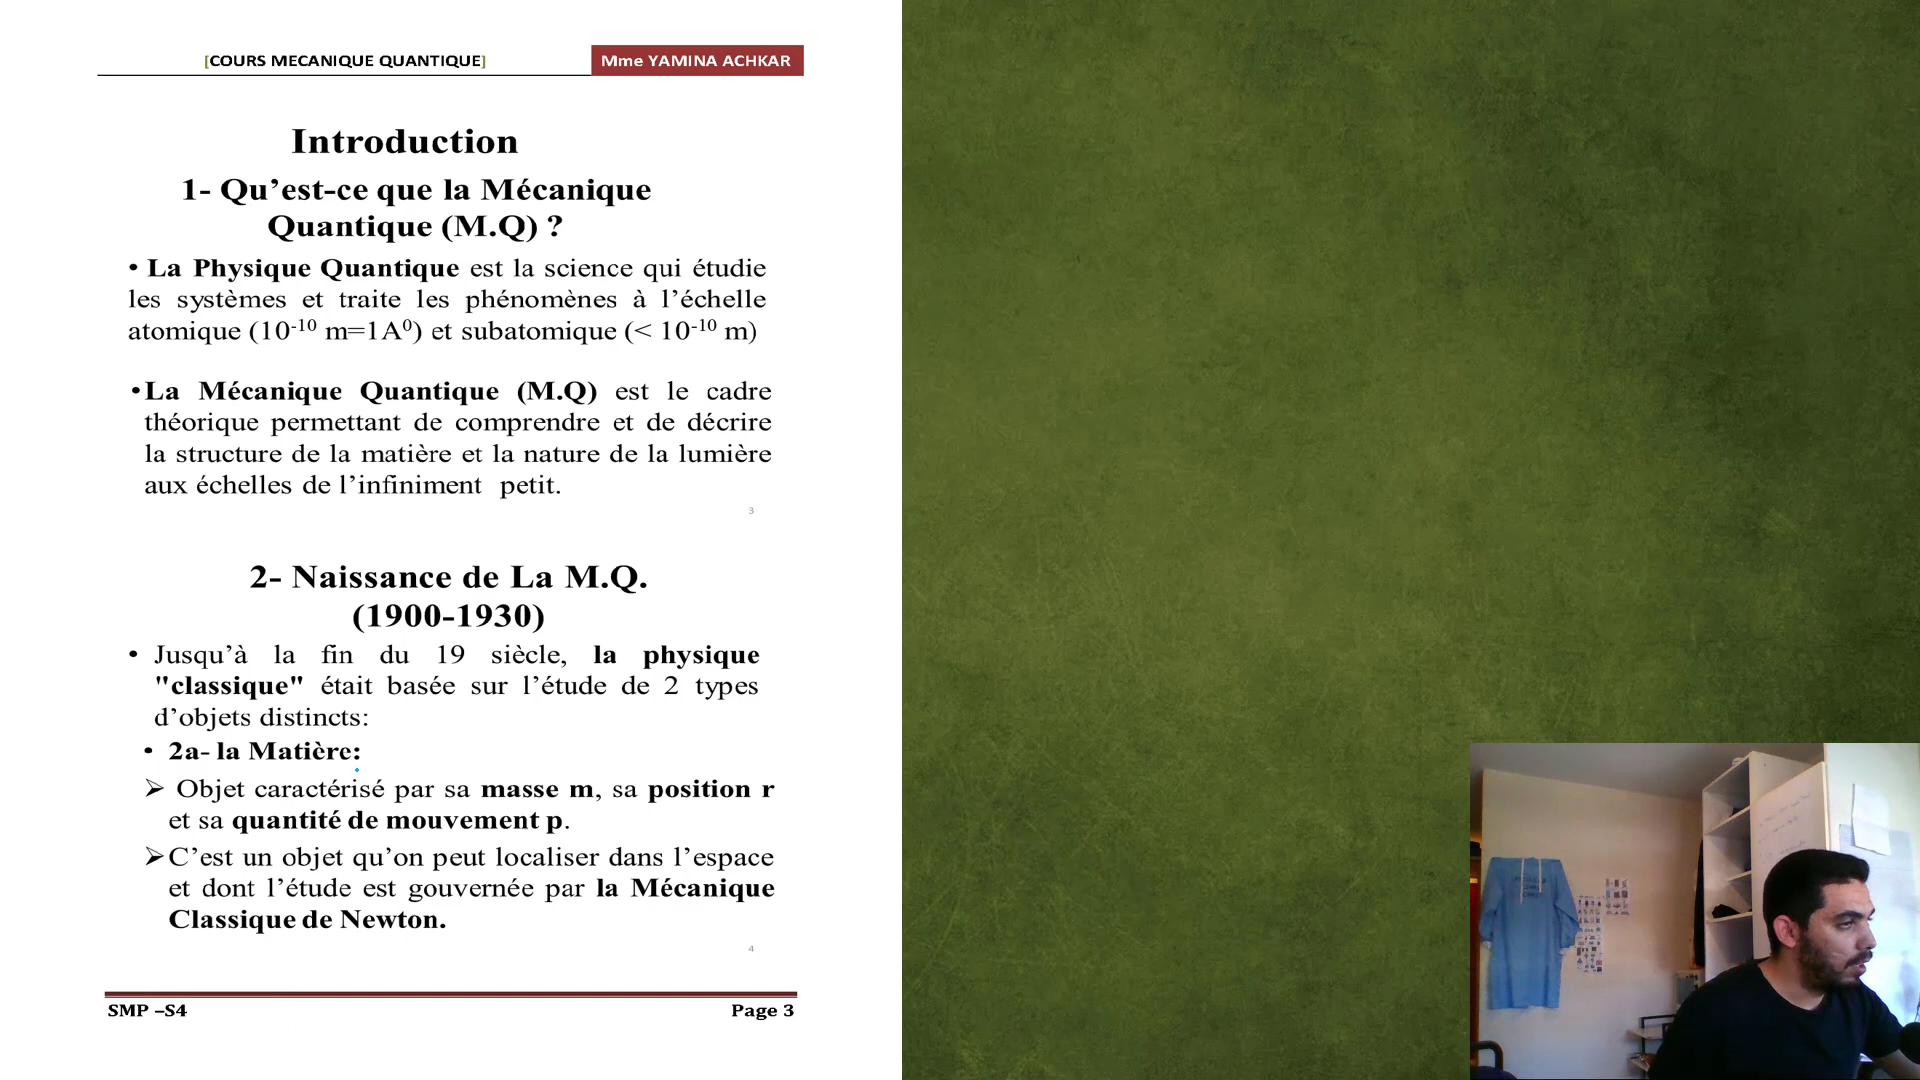 [COURS MECANIQUE QUANTIQUE]
Mme YAMINA ACHKAR
Introduction
1- Qu’est-ce que la Mécanique
Quantique (M.Q) ?
• La Physique Quantique est la science qui étudie
les systèmes et traite les phénomènes à l’échelle
atomique (10⁻¹⁰ m=1A⁰) et subatomique (< 10⁻¹⁰ m)
•La Mécanique Quantique (M.Q) est le cadre
théorique permettant de comprendre et de décrire
la structure de la matière et la nature de la lumière
aux échelles de l’infiniment petit.
3
2- Naissance de La M.Q.
(1900-1930)
• Jusqu’à la fin du 19 siècle, la physique
"classique" était basée sur l’étude de 2 types
d’objets distincts:
• 2a- la Matière:
➢ Objet caractérisé par sa masse m, sa position r
et sa quantité de mouvement p.
➢C’est un objet qu’on peut localiser dans l’espace
et dont l’étude est gouvernée par la Mécanique
Classique de Newton.
4
SMP –S4
Page 3